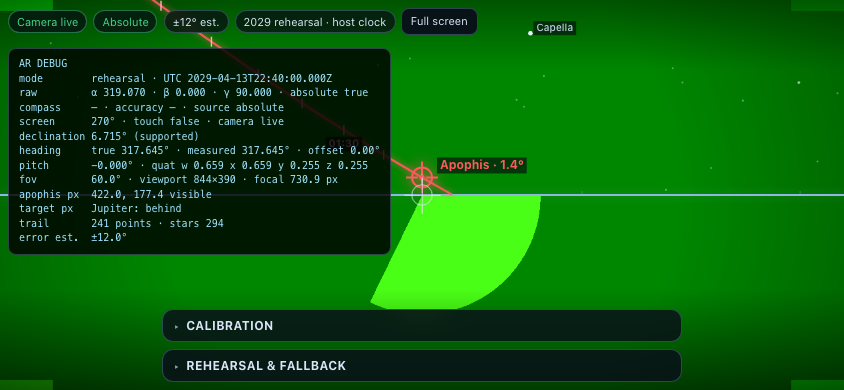 Camera live
Absolute
±12° est.
2029 rehearsal · host clock
Full screen
Capella
AR DEBUG
mode rehearsal · UTC 2029-04-13T22:40:00.000Z
raw α 319.070 · β 0.000 · γ 90.000 · absolute true
compass — · accuracy — · source absolute
screen 270° · touch false · camera live
declination 6.715° (supported)
heading true 317.645° · measured 317.645° · offset 0.00°
pitch -0.000° · quat w 0.659 x 0.659 y 0.255 z 0.255
fov 60.0° · viewport 844×390 · focal 730.9 px
apophis px 422.0, 177.4 visible
target px Jupiter: behind
trail 241 points · stars 294
error est. ±12.0°
01:30
Apophis · 1.4°
▸ CALIBRATION
▸ REHEARSAL & FALLBACK